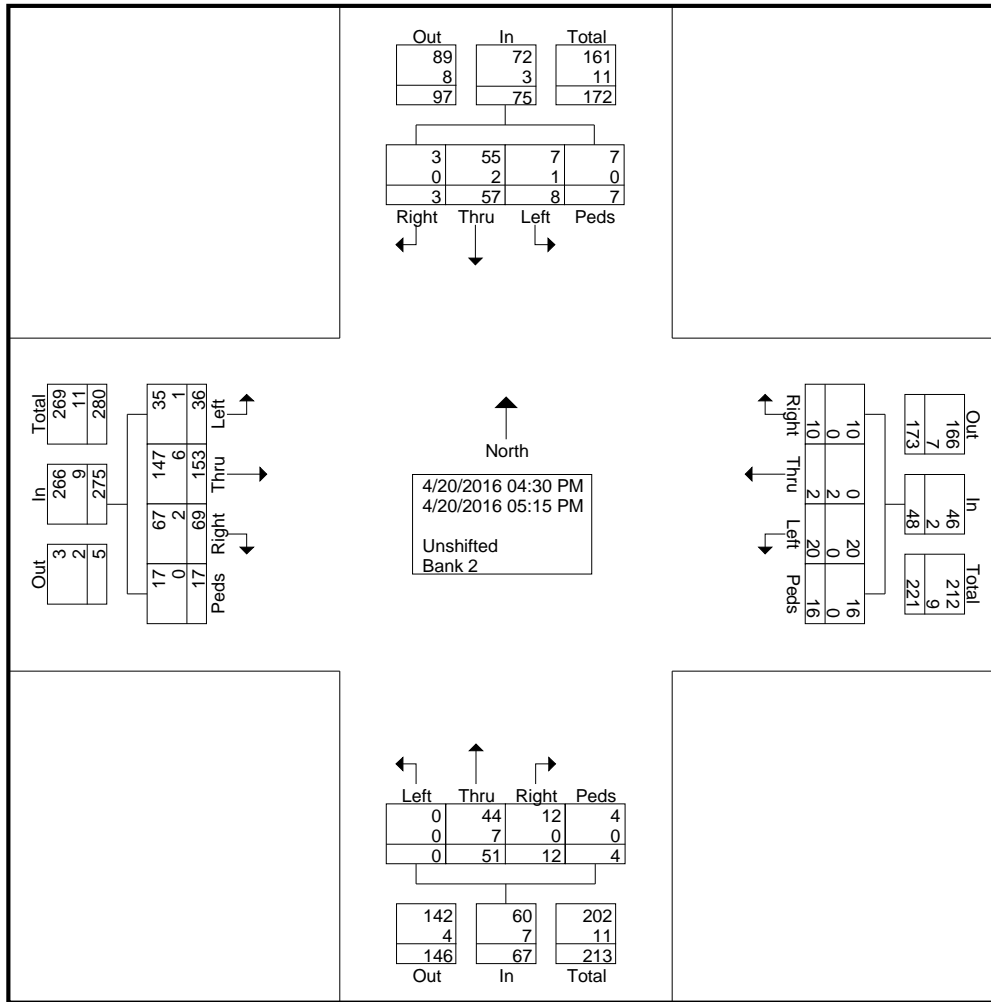 Out In Total
89 72 161
8 3 11
97 75 172
3 55 7 7
0 2 1 0
3 57 8 7
Right Thru Left Peds
Total
269 11 280
In
266 9 275
Out
3 2 5
35 1 36 Left
147 6 153 Thru
67 2 69 Right
17 0 17 Peds
North
4/20/2016 04:30 PM
4/20/2016 05:15 PM
Unshifted
Bank 2
Right 10 0 10
Thru 2 2 0
Left 20 0 20
Peds 16 0 16
Out
166
7
173
In
46
2
48
Total
212
9
221
Left Thru Right Peds
0 44 12 4
0 7 0 0
0 51 12 4
142 60 202
4 7 11
146 67 213
Out In Total